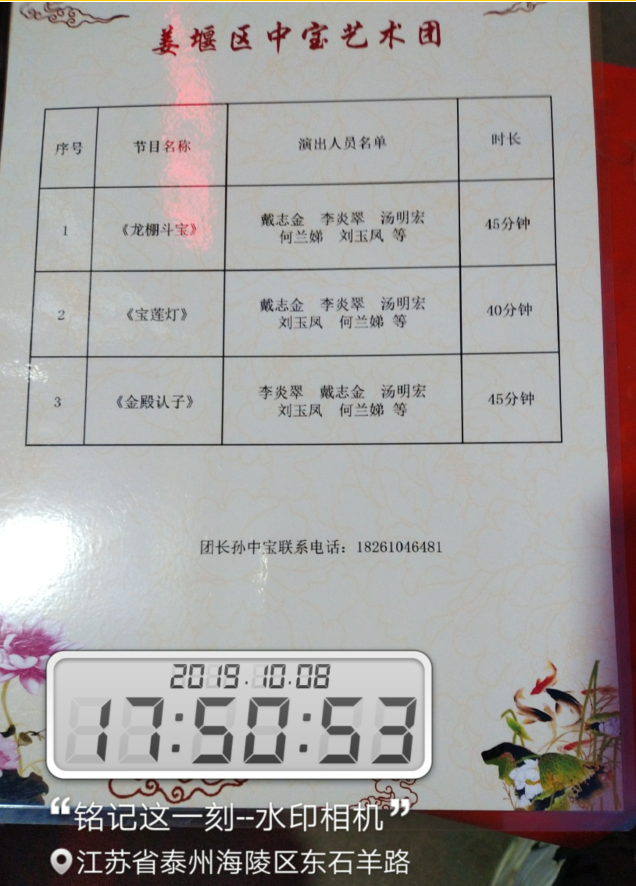 姜堰区中宝艺术团
序号 节目名称 演出人员名单 时长
1 《龙棚斗宝》 戴志金 李炎翠 汤明宏 45分钟
何兰娣 刘玉凤 等
2 《宝莲灯》 戴志金 李炎翠 汤明宏 40分钟
刘玉凤 何兰娣 等
3 《金殿认子》 李炎翠 戴志金 汤明宏 45分钟
刘玉凤 何兰娣 等
团长孙中宝联系电话：18261046481
2019.10.08
17:50:53
“铭记这一刻--水印相机”
江苏省泰州海陵区东石羊路